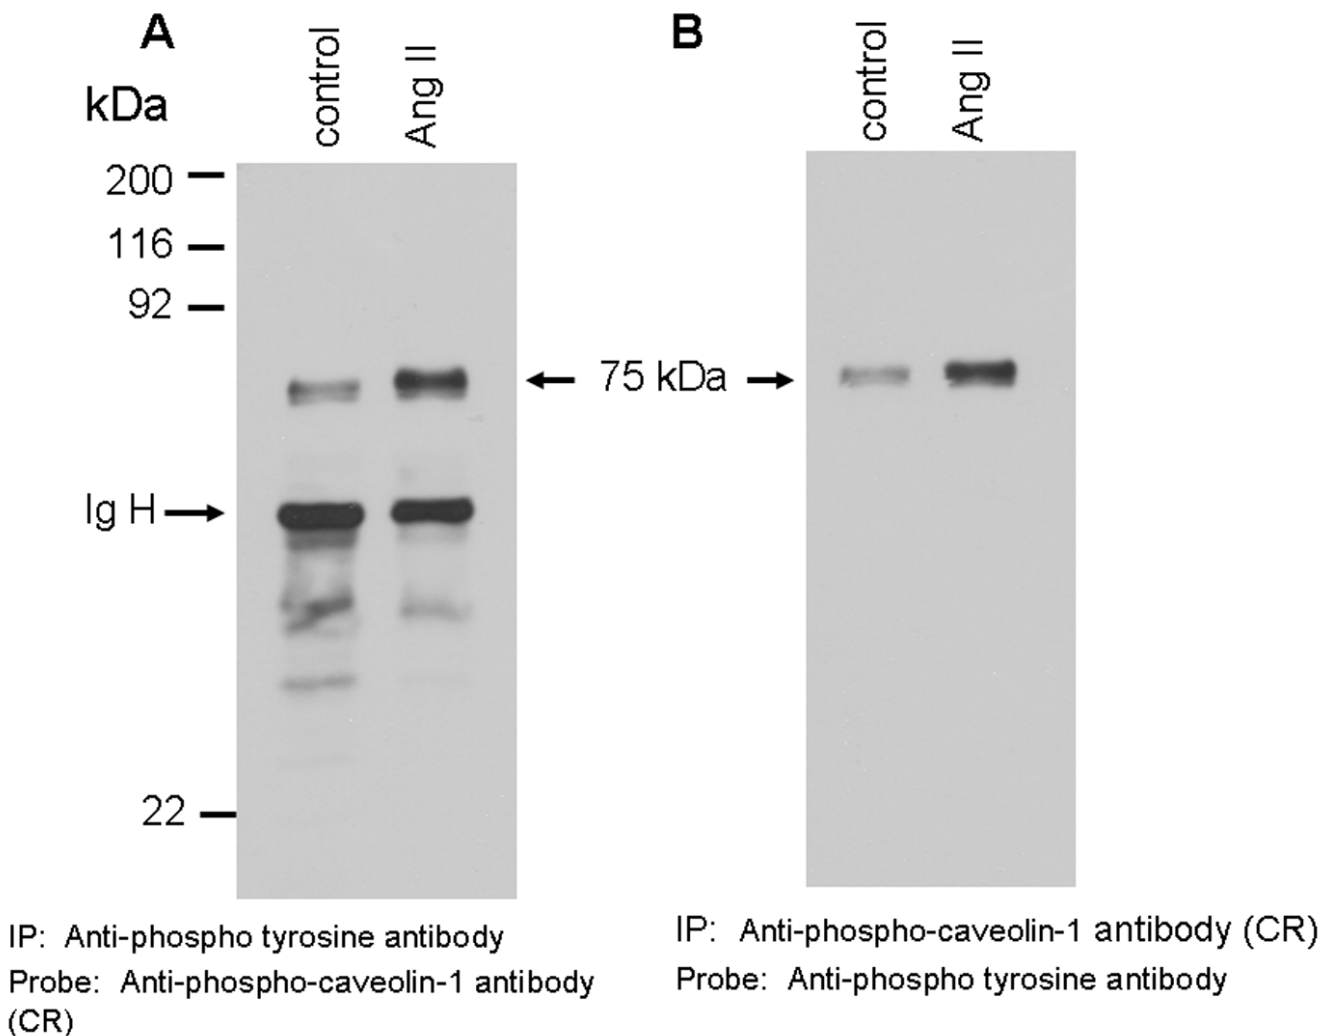 A
B
control
Ang II
control
Ang II
kDa
200
116
92
75 kDa
Ig H
22
IP: Anti-phospho tyrosine antibody
Probe: Anti-phospho-caveolin-1 antibody
(CR)
IP: Anti-phospho-caveolin-1 antibody (CR)
Probe: Anti-phospho tyrosine antibody